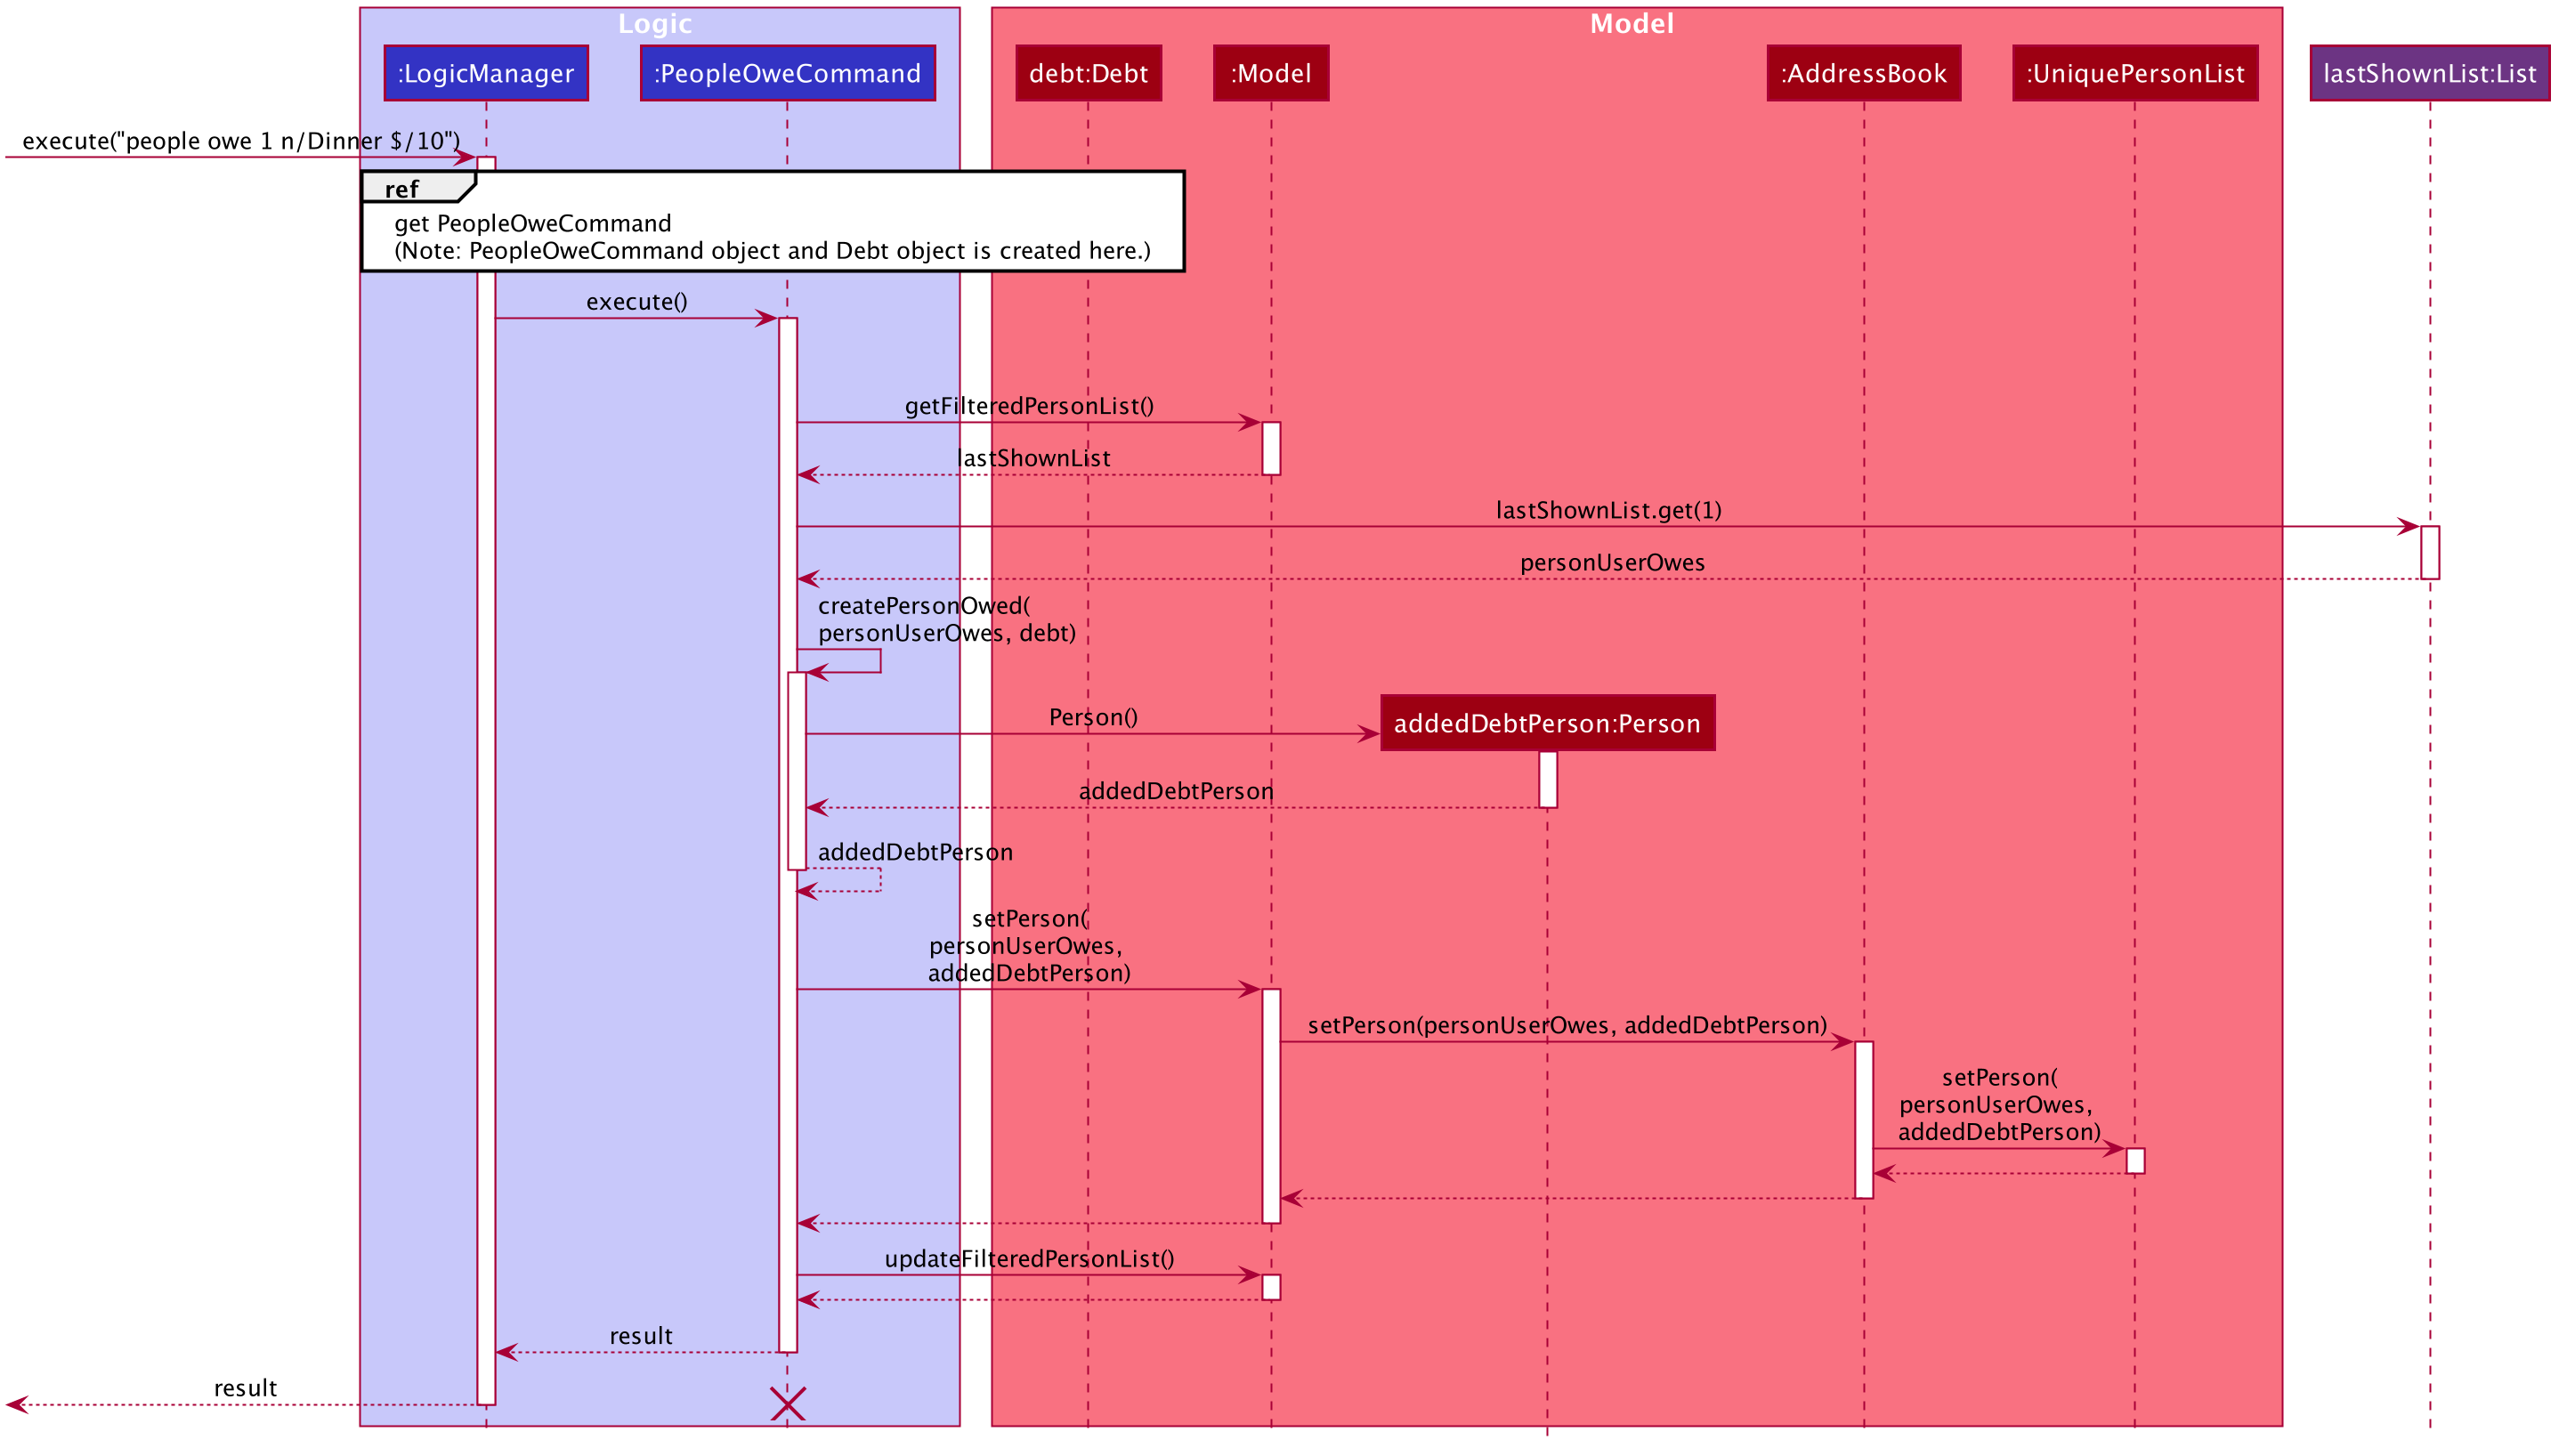 Logic
Model
:LogicManager
:PeopleOweCommand
debt:Debt
:Model
:AddressBook
:UniquePersonList
lastShownList:List
execute("people owe 1 n/Dinner $/10")
ref
get PeopleOweCommand
(Note: PeopleOweCommand object and Debt object is created here.)
execute()
getFilteredPersonList()
lastShownList
lastShownList.get(1)
personUserOwes
createPersonOwed(
personUserOwes, debt)
Person()
addedDebtPerson:Person
addedDebtPerson
addedDebtPerson
setPerson(
personUserOwes,
addedDebtPerson)
setPerson(personUserOwes, addedDebtPerson)
setPerson(
personUserOwes,
addedDebtPerson)
updateFilteredPersonList()
result
result